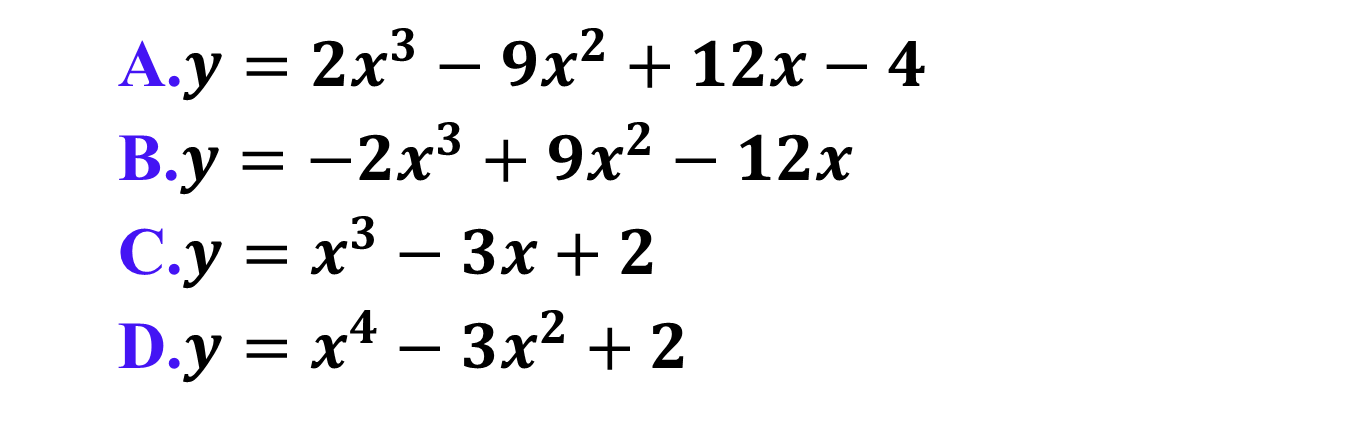 A.y = 2x³ − 9x² + 12x − 4
B.y = −2x³ + 9x² − 12x
C.y = x³ − 3x + 2
D.y = x⁴ − 3x² + 2